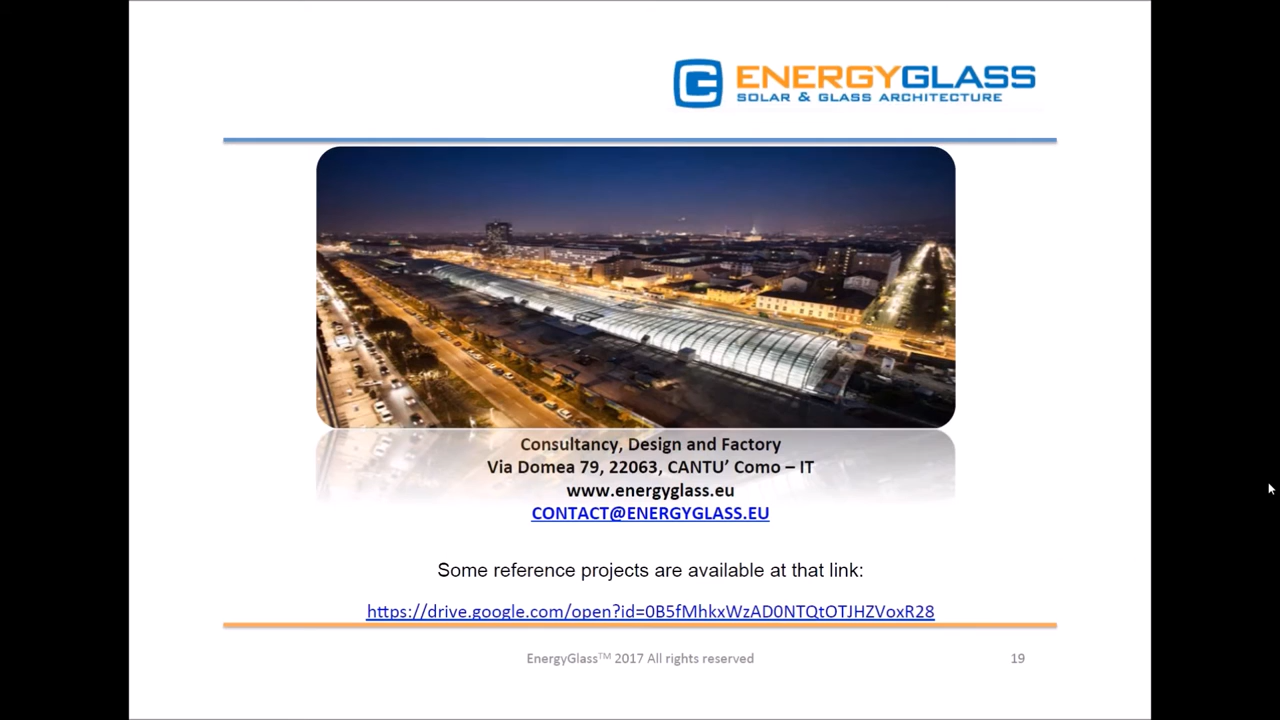 ENERGYGLASS
SOLAR & GLASS ARCHITECTURE
Consultancy, Design and Factory
Via Domea 79, 22063, CANTU’ Como – IT
www.energyglass.eu
CONTACT@ENERGYGLASS.EU
Some reference projects are available at that link:
https://drive.google.com/open?id=0B5fMhkxWzAD0NTQtOTJHZVoxR28
EnergyGlass™ 2017 All rights reserved
19